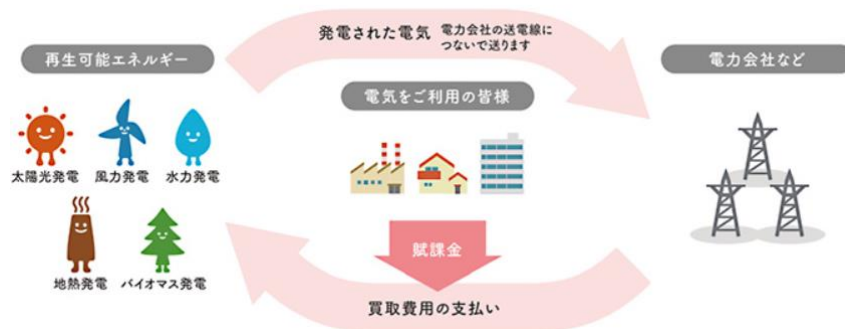 発電された電気 電力会社の送電線に
つないで送ります
再生可能エネルギー
電気をご利用の皆様
電力会社など
太陽光発電 風力発電 水力発電
地熱発電 バイオマス発電
賦課金
買取費用の支払い